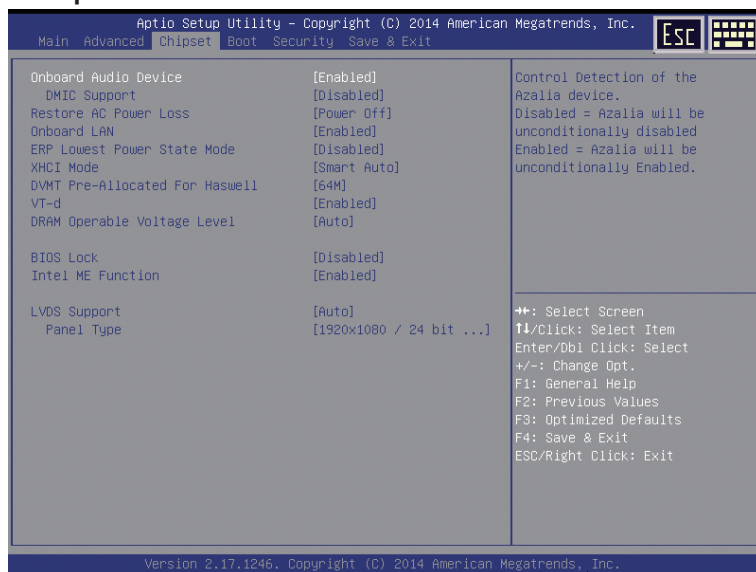 Aptio Setup Utility – Copyright (C) 2014 American Megatrends, Inc.
Esc
Main Advanced Chipset Boot Security Save & Exit
Onboard Audio Device [Enabled]
DMIC Support [Disabled]
Restore AC Power Loss [Power Off]
Onboard LAN [Enabled]
ERP Lowest Power State Mode [Disabled]
XHCI Mode [Smart Auto]
DVMT Pre-Allocated For Haswell [64M]
VT-d [Enabled]
DRAM Operable Voltage Level [Auto]
BIOS Lock [Disabled]
Intel ME Function [Enabled]
LVDS Support [Auto]
Panel Type [1920x1080 / 24 bit ...]
Control Detection of the
Azalia device.
Disabled = Azalia will be
unconditionally disabled
Enabled = Azalia will be
unconditionally Enabled.
→←: Select Screen
↑↓/Click: Select Item
Enter/Dbl Click: Select
+/-: Change Opt.
F1: General Help
F2: Previous Values
F3: Optimized Defaults
F4: Save & Exit
ESC/Right Click: Exit
Version 2.17.1246. Copyright (C) 2014 American Megatrends, Inc.